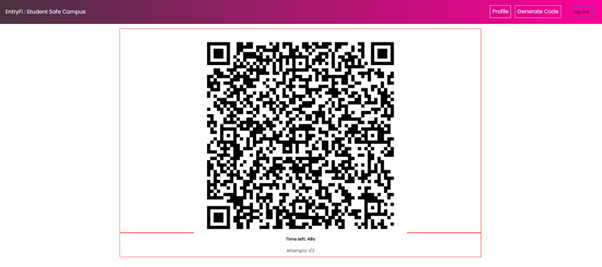 EntryFi : Student Safe Campus
Profile
Generate Code
Log Out
Time left: 48s
Attempts: 1/3